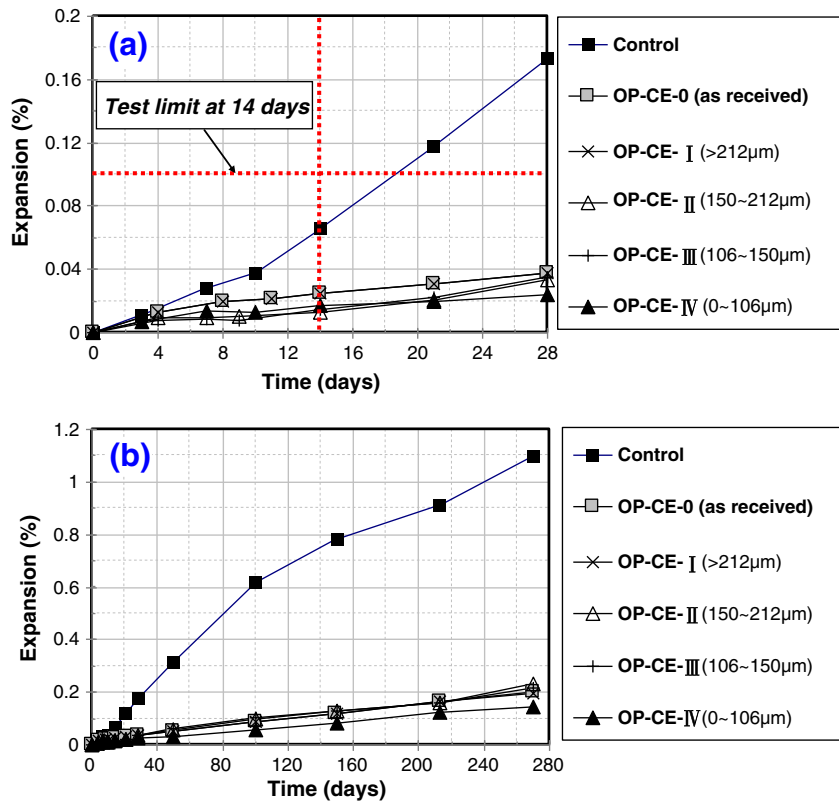 (a)
Test limit at 14 days
Expansion (%)
0.2
0.16
0.12
0.08
0.04
0
0 4 8 12 16 20 24 28
Time (days)
Control
OP-CE-0 (as received)
OP-CE- Ⅰ (>212µm)
OP-CE- Ⅱ (150~212µm)
OP-CE-Ⅲ (106~150µm)
OP-CE-Ⅳ (0~106µm)
(b)
Expansion (%)
1.2
1
0.8
0.6
0.4
0.2
0
0 40 80 120 160 200 240 280
Time (days)
Control
OP-CE-0 (as received)
OP-CE- Ⅰ (>212µm)
OP-CE-Ⅱ (150~212µm)
OP-CE-Ⅲ (106~150µm)
OP-CE-Ⅳ (0~106µm)